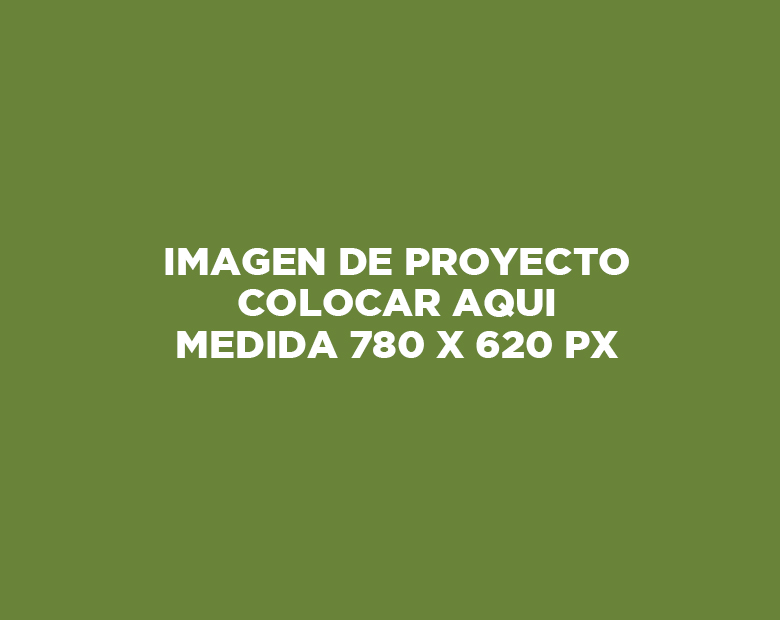 IMAGEN DE PROYECTO
COLOCAR AQUI
MEDIDA 780 X 620 PX